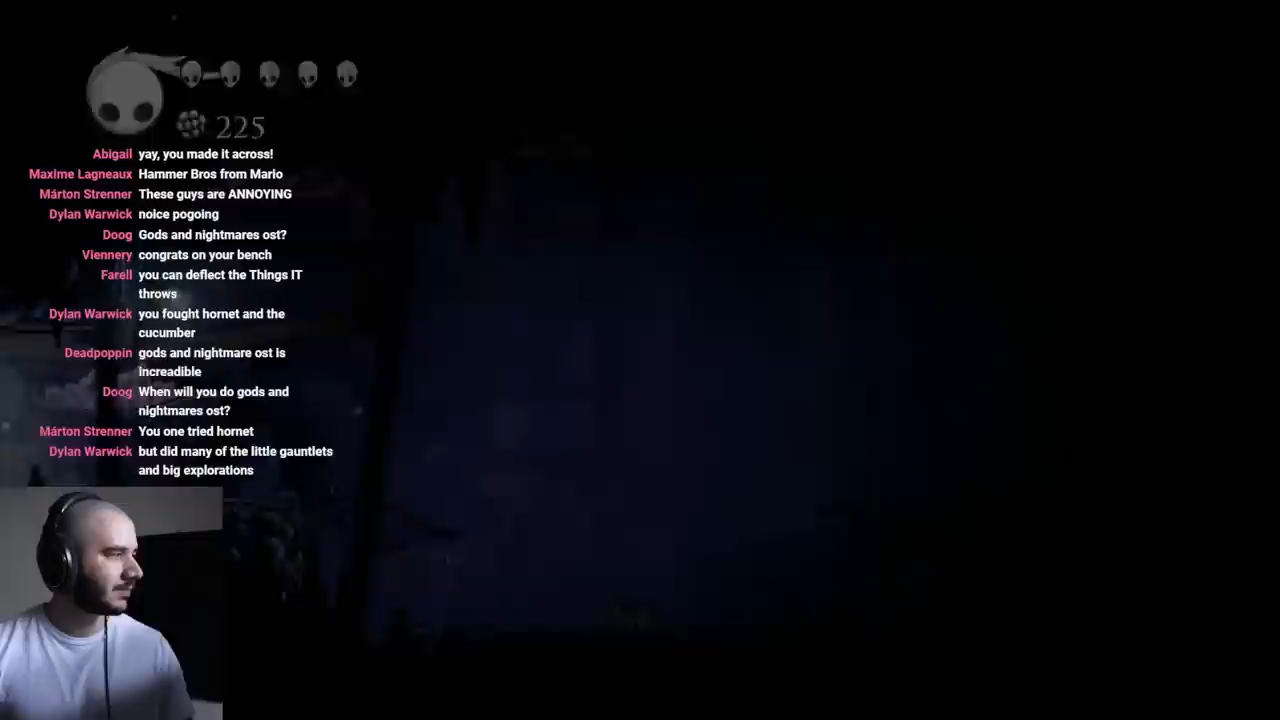 225
Abigail yay, you made it across!
Maxime Lagneaux Hammer Bros from Mario
Márton Strenner These guys are ANNOYING
Dylan Warwick noice pogoing
Doog Gods and nightmares ost?
Viennery congrats on your bench
Farell you can deflect the Things IT
throws
Dylan Warwick you fought hornet and the
cucumber
Deadpoppin gods and nightmare ost is
increadible
Doog When will you do gods and
nightmares ost?
Márton Strenner You one tried hornet
Dylan Warwick but did many of the little gauntlets
and big explorations